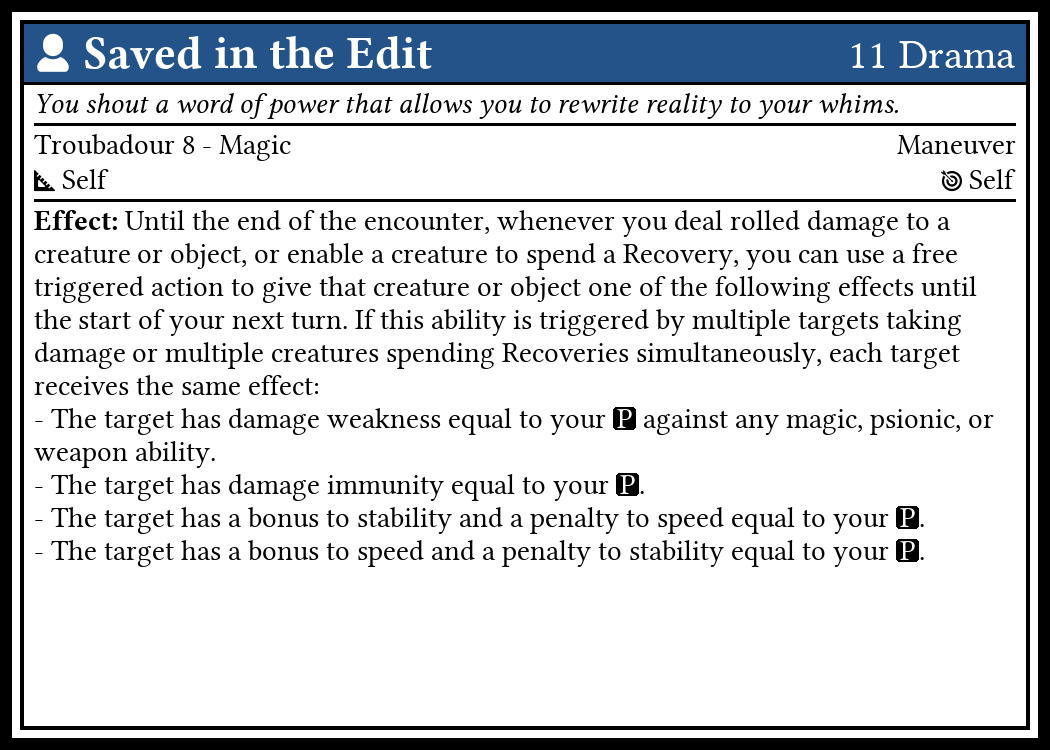 Saved in the Edit
11 Drama
You shout a word of power that allows you to rewrite reality to your whims.
Troubadour 8 - Magic
Maneuver
Self
Self
Effect: Until the end of the encounter, whenever you deal rolled damage to a
creature or object, or enable a creature to spend a Recovery, you can use a free
triggered action to give that creature or object one of the following effects until
the start of your next turn. If this ability is triggered by multiple targets taking
damage or multiple creatures spending Recoveries simultaneously, each target
receives the same effect:
- The target has damage weakness equal to your P against any magic, psionic, or
weapon ability.
- The target has damage immunity equal to your P.
- The target has a bonus to stability and a penalty to speed equal to your P.
- The target has a bonus to speed and a penalty to stability equal to your P.